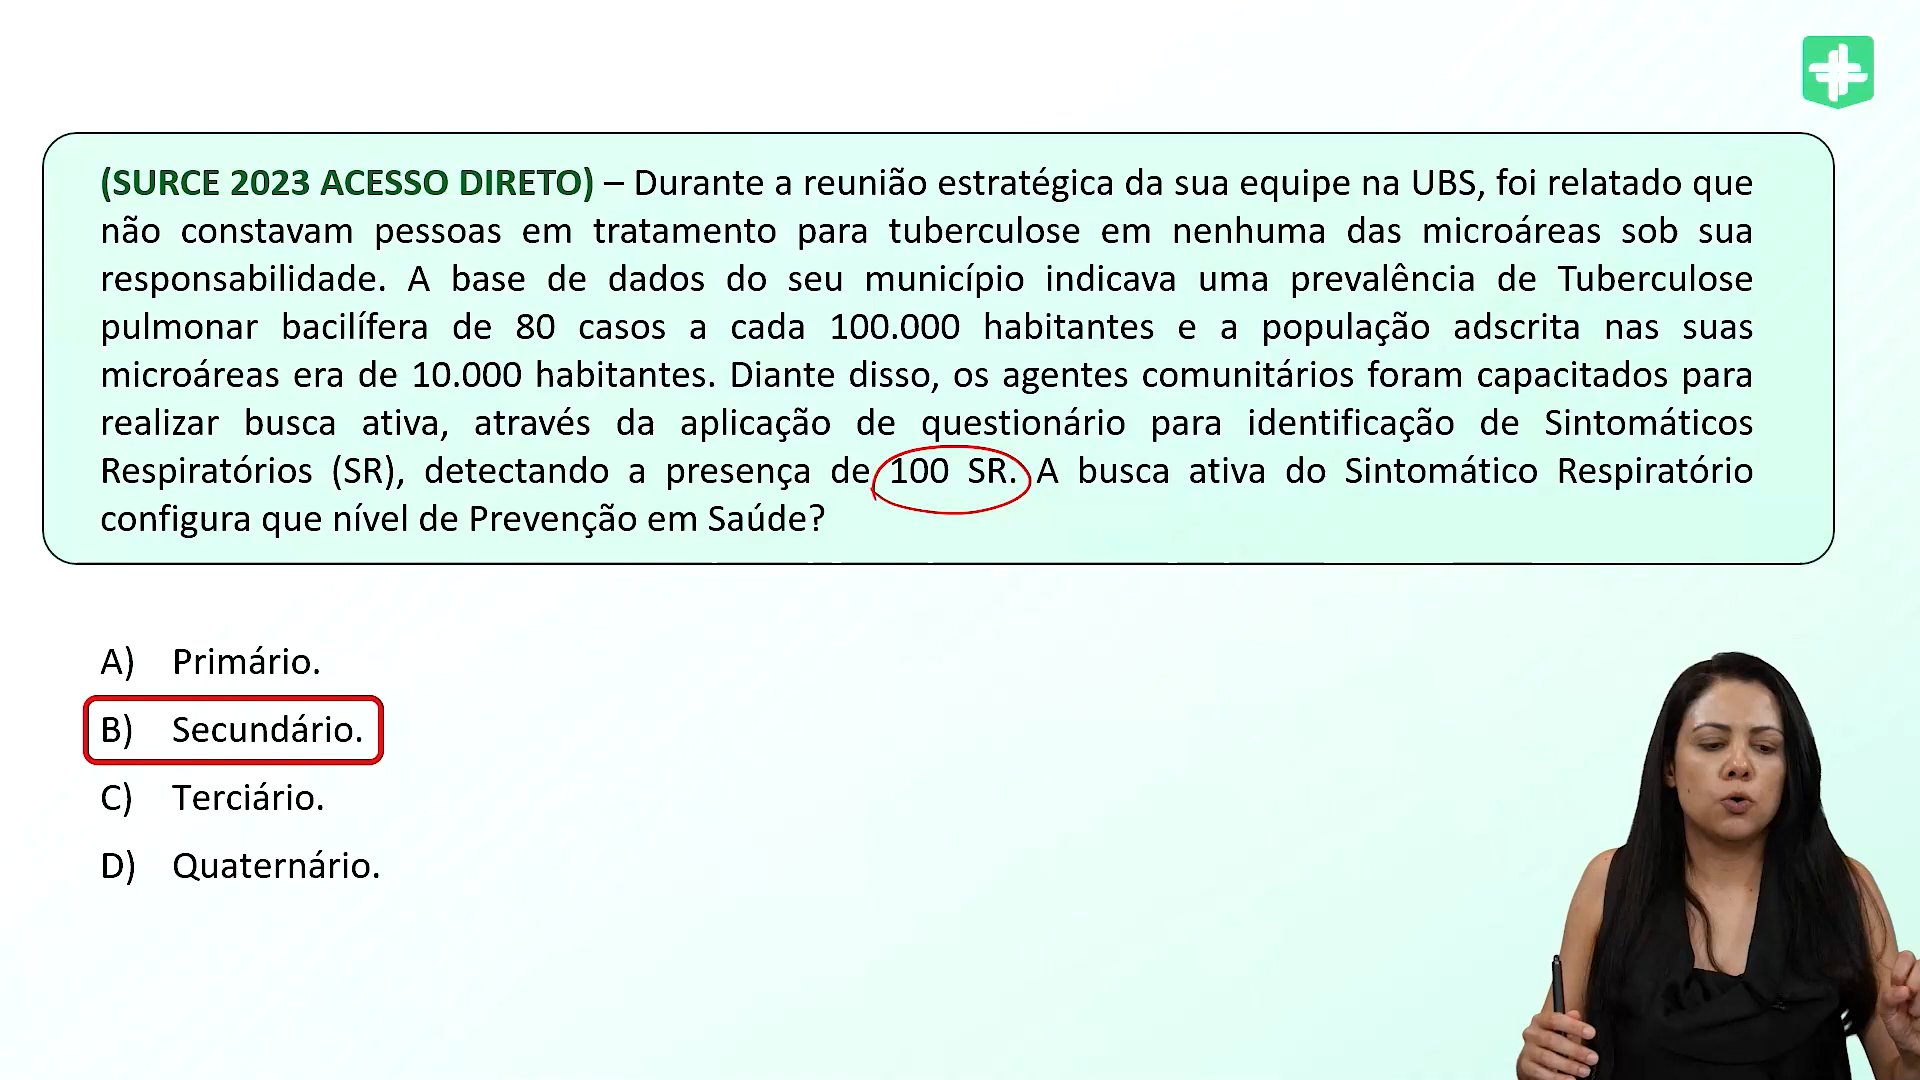 (SURCE 2023 ACESSO DIRETO) – Durante a reunião estratégica da sua equipe na UBS, foi relatado que
não constavam pessoas em tratamento para tuberculose em nenhuma das microáreas sob sua
responsabilidade. A base de dados do seu município indicava uma prevalência de Tuberculose
pulmonar bacilífera de 80 casos a cada 100.000 habitantes e a população adscrita nas suas
microáreas era de 10.000 habitantes. Diante disso, os agentes comunitários foram capacitados para
realizar busca ativa, através da aplicação de questionário para identificação de Sintomáticos
Respiratórios (SR), detectando a presença de 100 SR. A busca ativa do Sintomático Respiratório
configura que nível de Prevenção em Saúde?
A) Primário.
B) Secundário.
C) Terciário.
D) Quaternário.